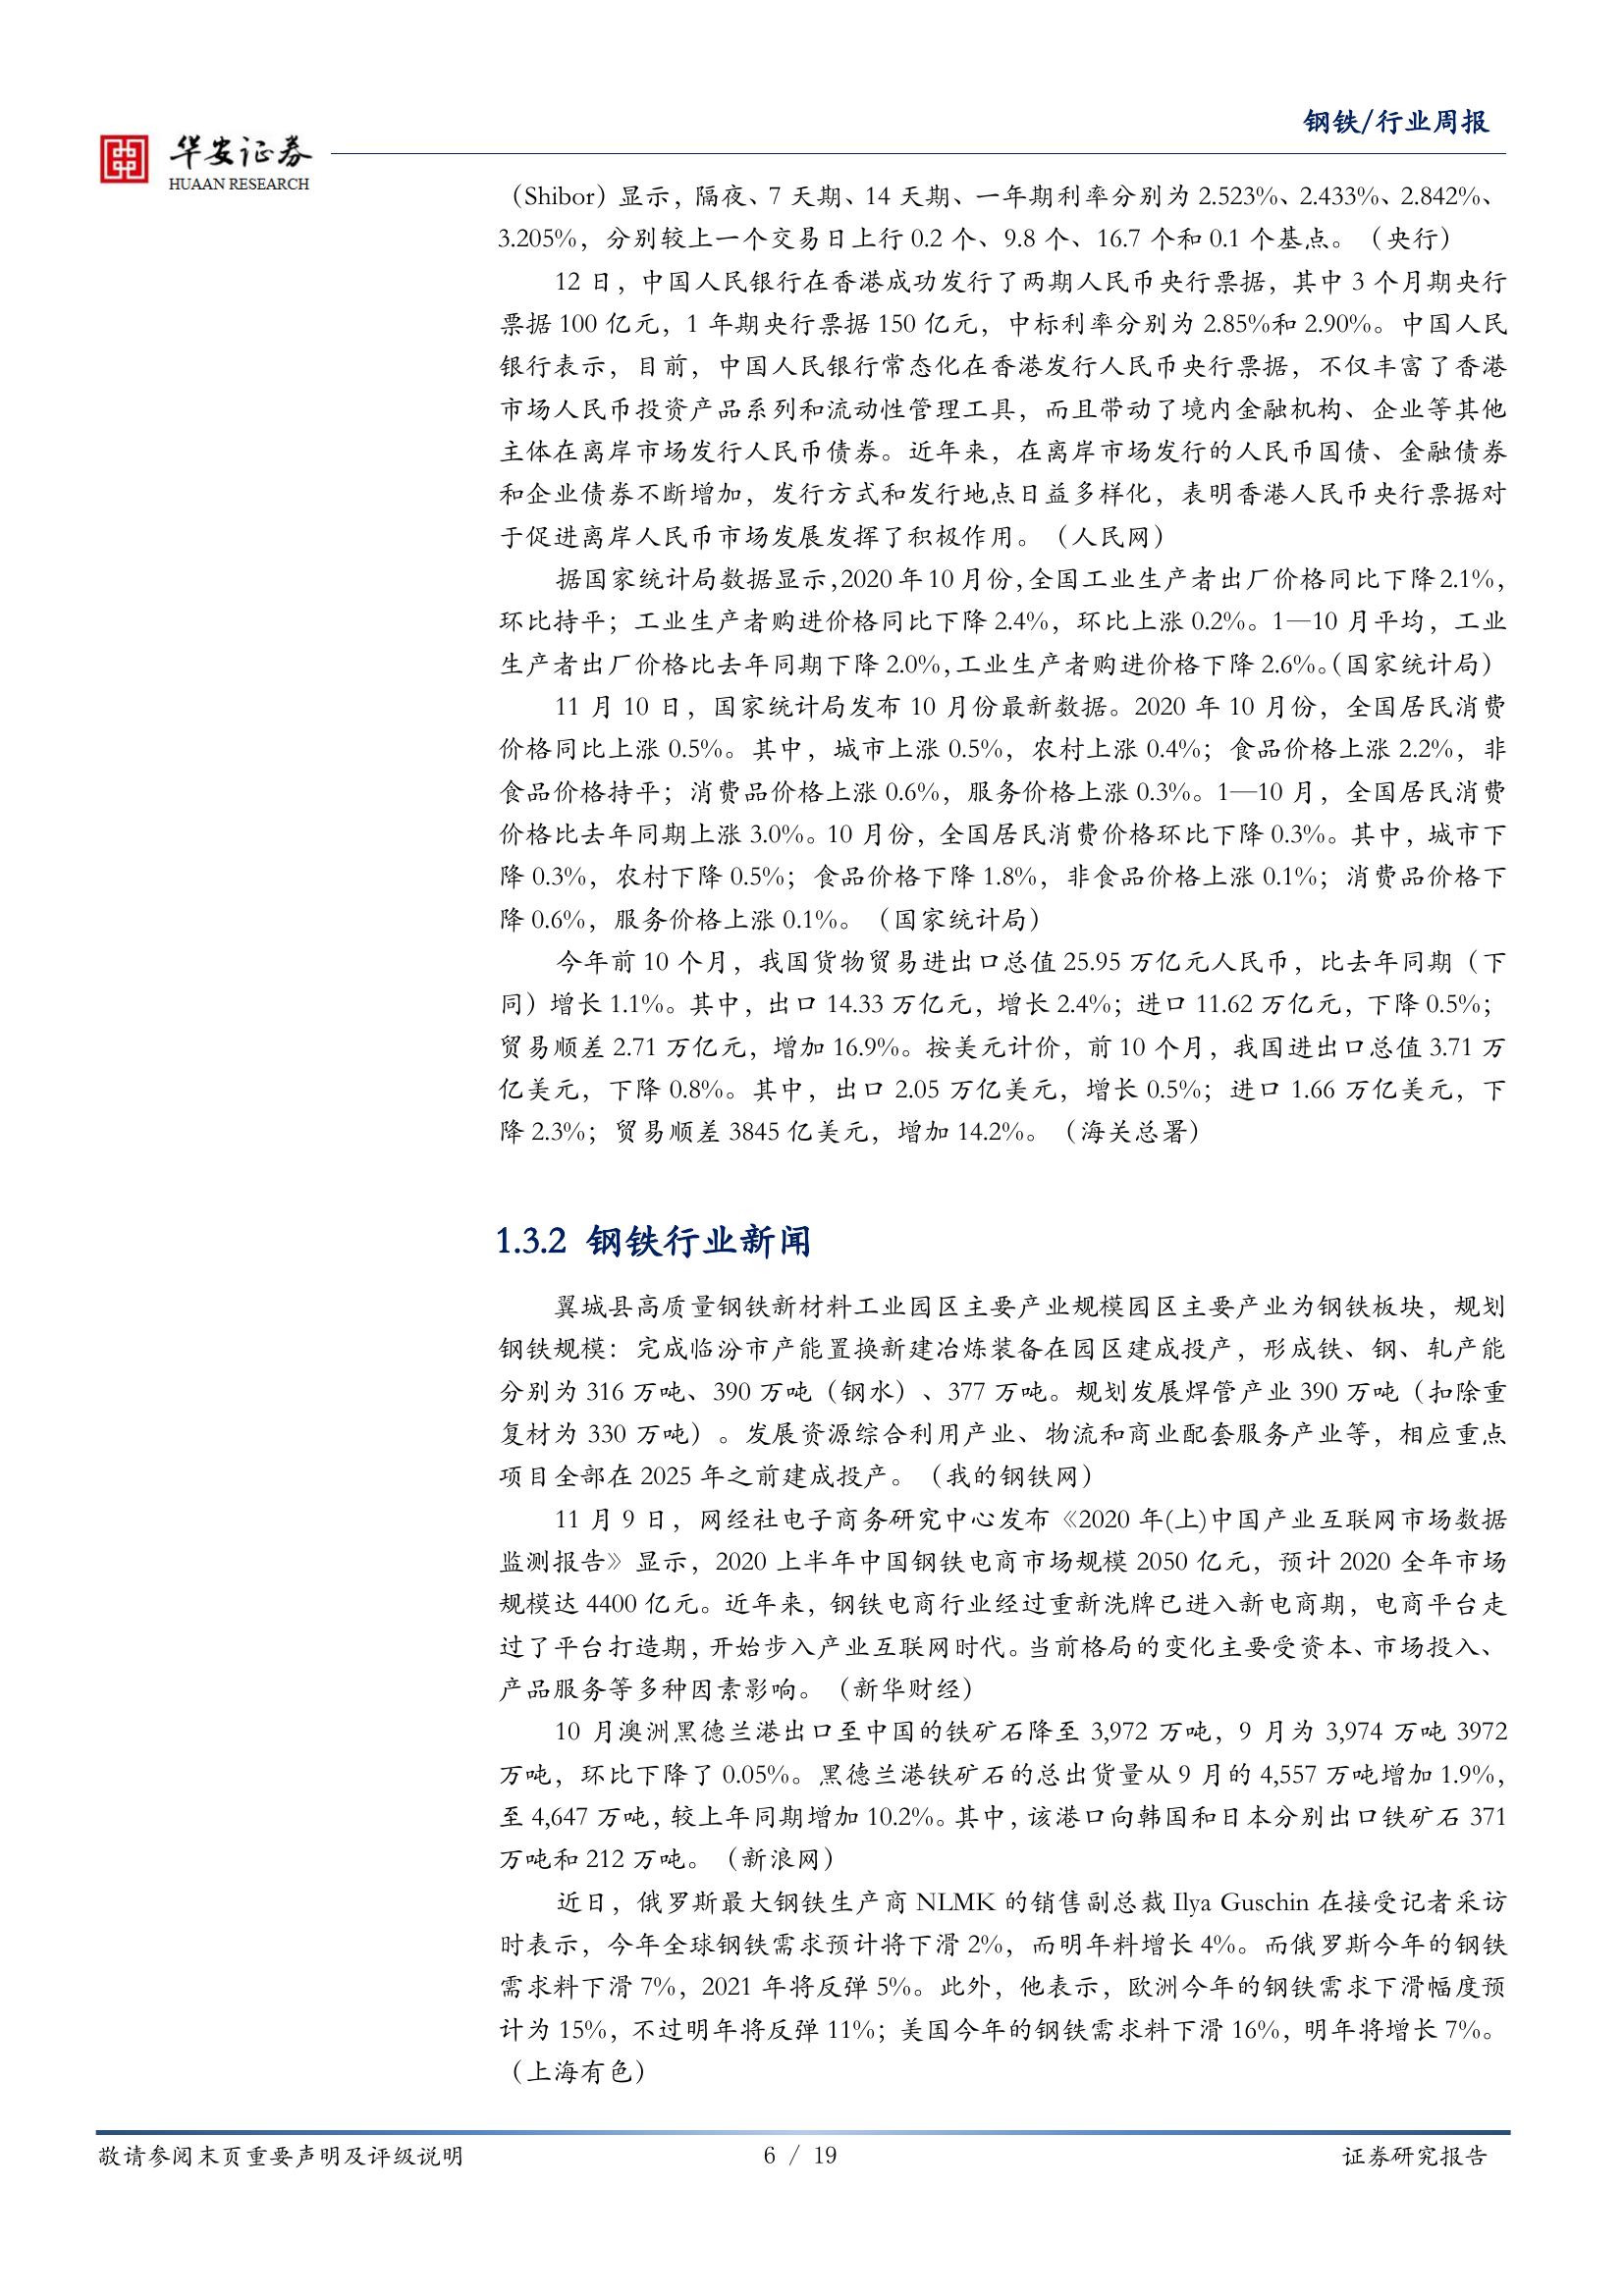 钢铁/行业周报
华安证券
HUAAN RESEARCH
（Shibor）显示，隔夜、7 天期、14 天期、一年期利率分别为 2.523%、2.433%、2.842%、
3.205%，分别较上一个交易日上行 0.2 个、9.8 个、16.7 个和 0.1 个基点。（央行）
12 日，中国人民银行在香港成功发行了两期人民币央行票据，其中 3 个月期央行
票据 100 亿元，1 年期央行票据 150 亿元，中标利率分别为 2.85%和 2.90%。中国人民
银行表示，目前，中国人民银行常态化在香港发行人民币央行票据，不仅丰富了香港
市场人民币投资产品系列和流动性管理工具，而且带动了境内金融机构、企业等其他
主体在离岸市场发行人民币债券。近年来，在离岸市场发行的人民币国债、金融债券
和企业债券不断增加，发行方式和发行地点日益多样化，表明香港人民币央行票据对
于促进离岸人民币市场发展发挥了积极作用。（人民网）
据国家统计局数据显示，2020 年 10 月份，全国工业生产者出厂价格同比下降 2.1%，
环比持平；工业生产者购进价格同比下降 2.4%，环比上涨 0.2%。1—10 月平均，工业
生产者出厂价格比去年同期下降 2.0%，工业生产者购进价格下降 2.6%。（国家统计局）
11 月 10 日，国家统计局发布 10 月份最新数据。2020 年 10 月份，全国居民消费
价格同比上涨 0.5%。其中，城市上涨 0.5%，农村上涨 0.4%；食品价格上涨 2.2%，非
食品价格持平；消费品价格上涨 0.6%，服务价格上涨 0.3%。1—10 月，全国居民消费
价格比去年同期上涨 3.0%。10 月份，全国居民消费价格环比下降 0.3%。其中，城市下
降 0.3%，农村下降 0.5%；食品价格下降 1.8%，非食品价格上涨 0.1%；消费品价格下
降 0.6%，服务价格上涨 0.1%。（国家统计局）
今年前 10 个月，我国货物贸易进出口总值 25.95 万亿元人民币，比去年同期（下
同）增长 1.1%。其中，出口 14.33 万亿元，增长 2.4%；进口 11.62 万亿元，下降 0.5%；
贸易顺差 2.71 万亿元，增加 16.9%。按美元计价，前 10 个月，我国进出口总值 3.71 万
亿美元，下降 0.8%。其中，出口 2.05 万亿美元，增长 0.5%；进口 1.66 万亿美元，下
降 2.3%；贸易顺差 3845 亿美元，增加 14.2%。（海关总署）
1.3.2 钢铁行业新闻
翼城县高质量钢铁新材料工业园区主要产业规模园区主要产业为钢铁板块，规划
钢铁规模：完成临汾市产能置换新建冶炼装备在园区建成投产，形成铁、钢、轧产能
分别为 316 万吨、390 万吨（钢水）、377 万吨。规划发展焊管产业 390 万吨（扣除重
复材为 330 万吨）。发展资源综合利用产业、物流和商业配套服务产业等，相应重点
项目全部在 2025 年之前建成投产。（我的钢铁网）
11 月 9 日，网经社电子商务研究中心发布《2020 年(上)中国产业互联网市场数据
监测报告》显示，2020 上半年中国钢铁电商市场规模 2050 亿元，预计 2020 全年市场
规模达 4400 亿元。近年来，钢铁电商行业经过重新洗牌已进入新电商期，电商平台走
过了平台打造期，开始步入产业互联网时代。当前格局的变化主要受资本、市场投入、
产品服务等多种因素影响。（新华财经）
10 月澳洲黑德兰港出口至中国的铁矿石降至 3,972 万吨，9 月为 3,974 万吨 3972
万吨，环比下降了 0.05%。黑德兰港铁矿石的总出货量从 9 月的 4,557 万吨增加 1.9%，
至 4,647 万吨，较上年同期增加 10.2%。其中，该港口向韩国和日本分别出口铁矿石 371
万吨和 212 万吨。（新浪网）
近日，俄罗斯最大钢铁生产商 NLMK 的销售副总裁 Ilya Guschin 在接受记者采访
时表示，今年全球钢铁需求预计将下滑 2%，而明年料增长 4%。而俄罗斯今年的钢铁
需求料下滑 7%，2021 年将反弹 5%。此外，他表示，欧洲今年的钢铁需求下滑幅度预
计为 15%，不过明年将反弹 11%；美国今年的钢铁需求料下滑 16%，明年将增长 7%。
（上海有色）
敬请参阅末页重要声明及评级说明
6 / 19
证券研究报告